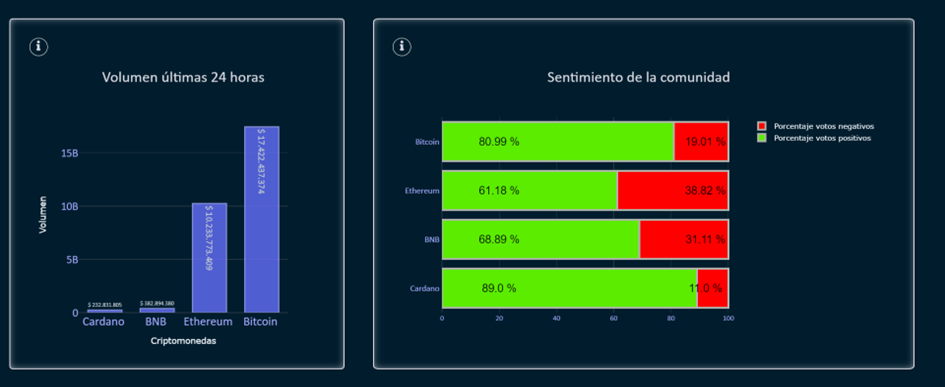 Volumen últimas 24 horas
15B
10B
5B
0
Volumen
$ 232.831.805
$ 382.894.380
$ 10.233.773.409
$ 17.422.437.374
Cardano BNB Ethereum Bitcoin
Criptomonedas
Sentimiento de la comunidad
Porcentaje votos negativos
Porcentaje votos positivos
Bitcoin 80.99 % 19.01 %
Ethereum 61.18 % 38.82 %
BNB 68.89 % 31.11 %
Cardano 89.0 % 11.0 %
0 20 40 60 80 100